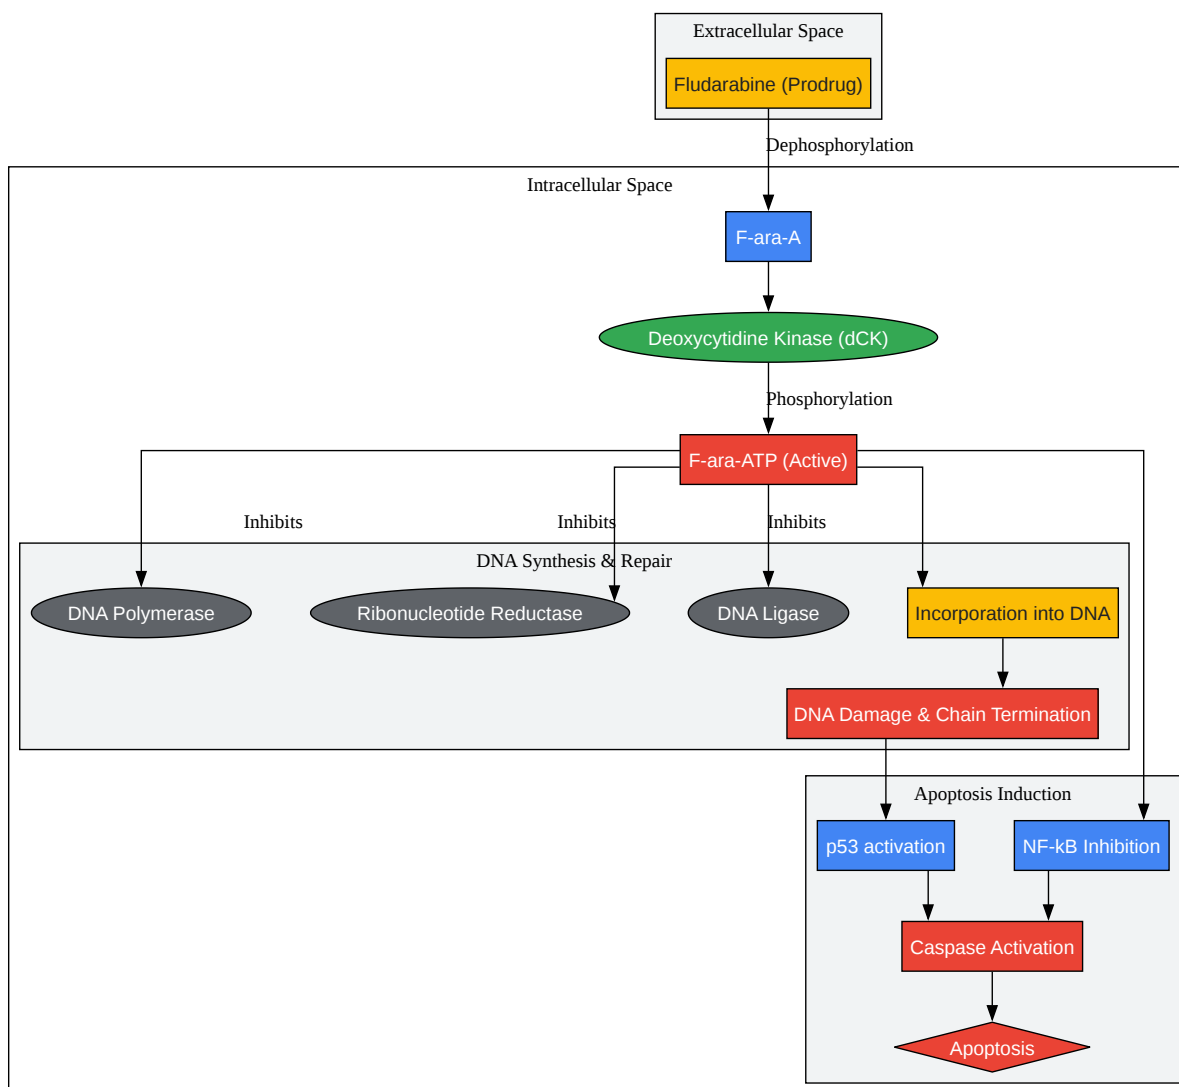 Extracellular Space
Fludarabine (Prodrug)
Dephosphorylation
Intracellular Space
F-ara-A
Deoxycytidine Kinase (dCK)
Phosphorylation
F-ara-ATP (Active)
Inhibits
Inhibits
Inhibits
DNA Synthesis & Repair
DNA Polymerase
Ribonucleotide Reductase
DNA Ligase
Incorporation into DNA
DNA Damage & Chain Termination
Apoptosis Induction
p53 activation
NF-kB Inhibition
Caspase Activation
Apoptosis